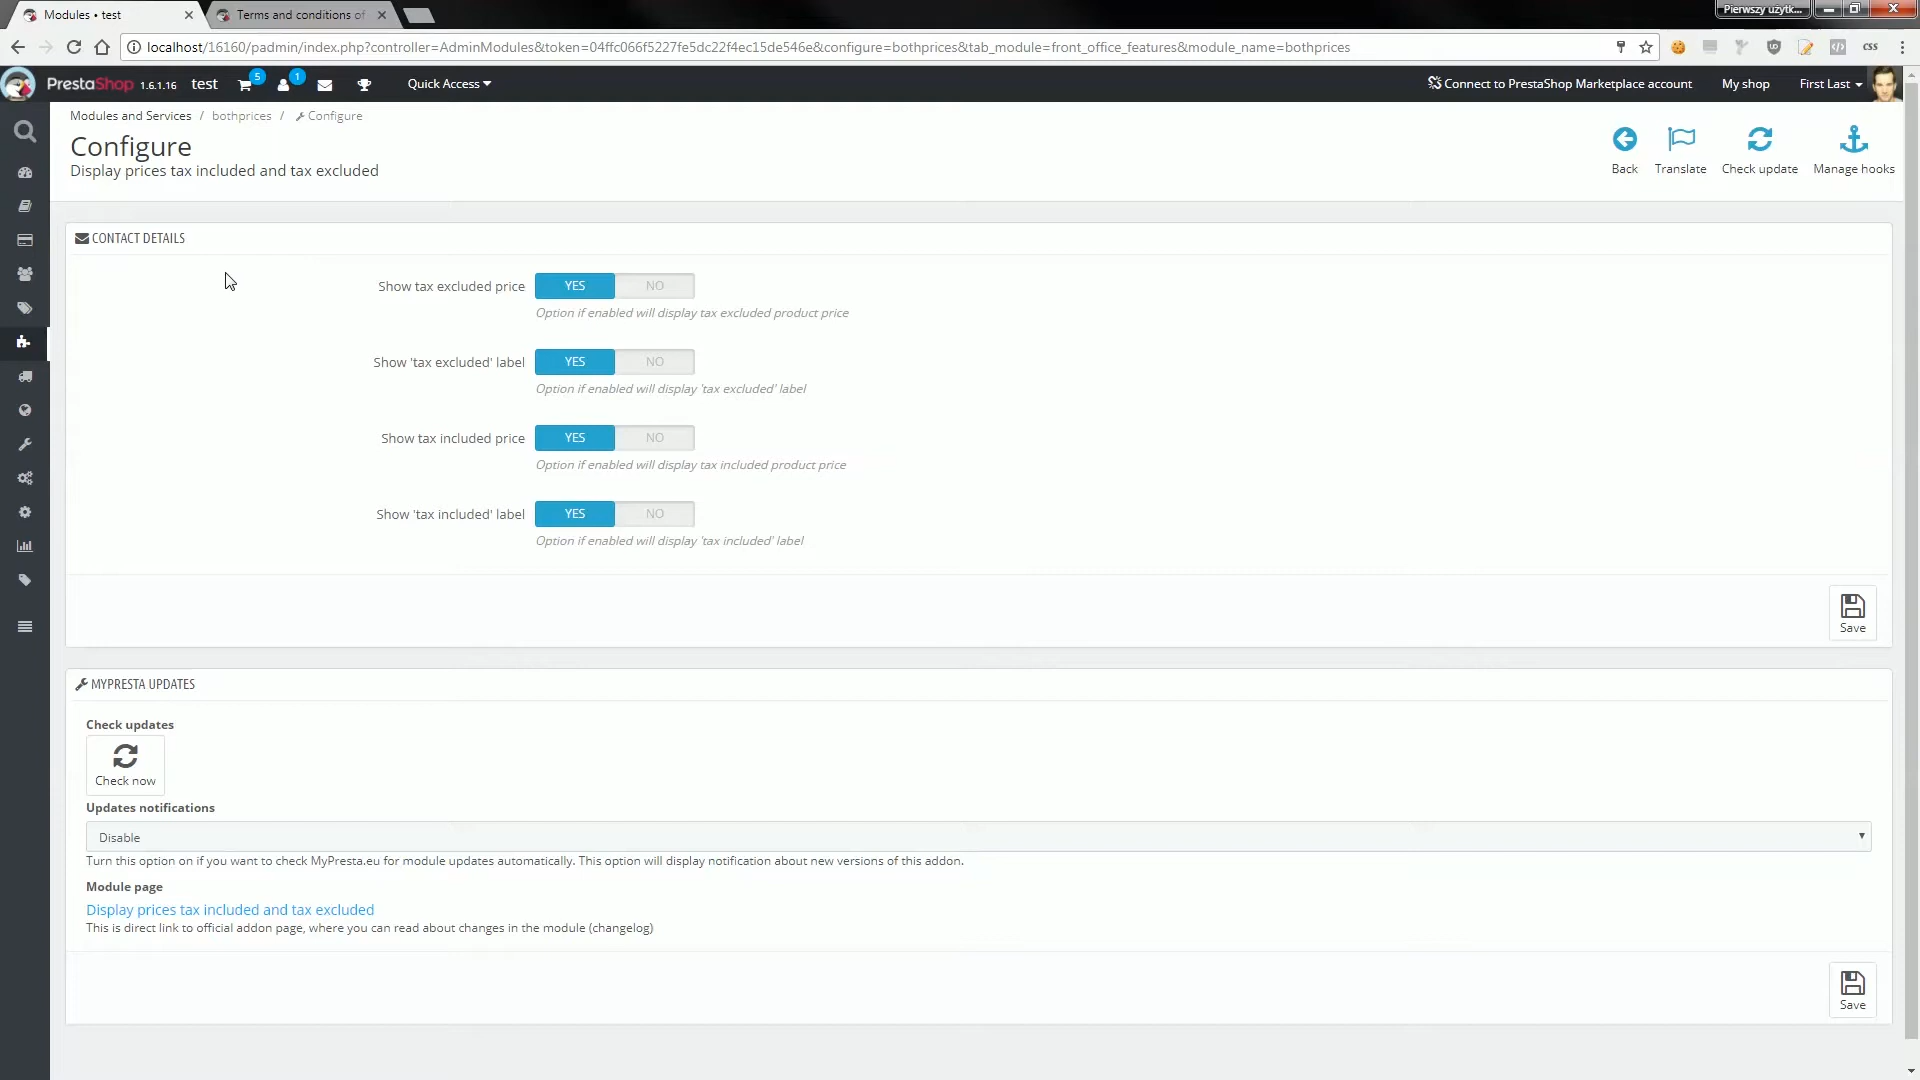 Modules • test
Terms and conditions of
Pierwszy użytk...
localhost/16160/padmin/index.php?controller=AdminModules&token=04ffc066f5227fe5dc22f4ec15de546e&configure=bothprices&tab_module=front_office_features&module_name=bothprices
css
PrestaShop 1.6.1.16 test 5 1 Quick Access
Connect to PrestaShop Marketplace account My shop First Last
Modules and Services / bothprices / Configure
Configure
Display prices tax included and tax excluded
Back Translate Check update Manage hooks
CONTACT DETAILS
Show tax excluded price YES NO
Option if enabled will display tax excluded product price
Show 'tax excluded' label YES NO
Option if enabled will display 'tax excluded' label
Show tax included price YES NO
Option if enabled will display tax included product price
Show 'tax included' label YES NO
Option if enabled will display 'tax included' label
Save
MYPRESTA UPDATES
Check updates
Check now
Updates notifications
Disable
Turn this option on if you want to check MyPresta.eu for module updates automatically. This option will display notification about new versions of this addon.
Module page
Display prices tax included and tax excluded
This is direct link to official addon page, where you can read about changes in the module (changelog)
Save